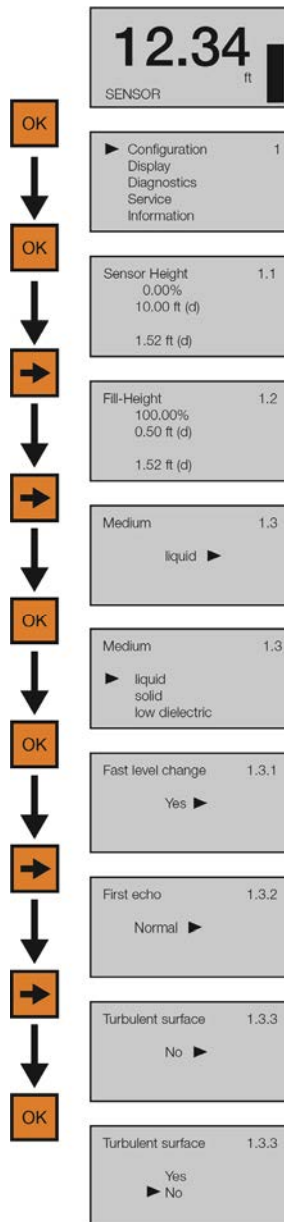 12.34
ft
SENSOR
OK
► Configuration 1
Display
Diagnostics
Service
Information
OK
Sensor Height 1.1
0.00%
10.00 ft (d)
1.52 ft (d)
Fill-Height 1.2
100.00%
0.50 ft (d)
1.52 ft (d)
Medium 1.3
liquid ►
OK
Medium 1.3
► liquid
solid
low dielectric
OK
Fast level change 1.3.1
Yes ►
First echo 1.3.2
Normal ►
Turbulent surface 1.3.3
No ►
OK
Turbulent surface 1.3.3
Yes
► No